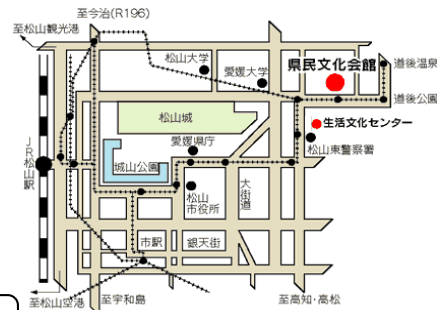 至今治(R196)
至松山観光港
松山大学
愛媛大学
県民文化会館
道後温泉
道後公園
松山城
生活文化センター
愛媛県庁
松山東警察署
JR松山駅
城山公園
松山
市役所
大街道
市駅
銀天街
至松山空港
至宇和島
至高知・高松